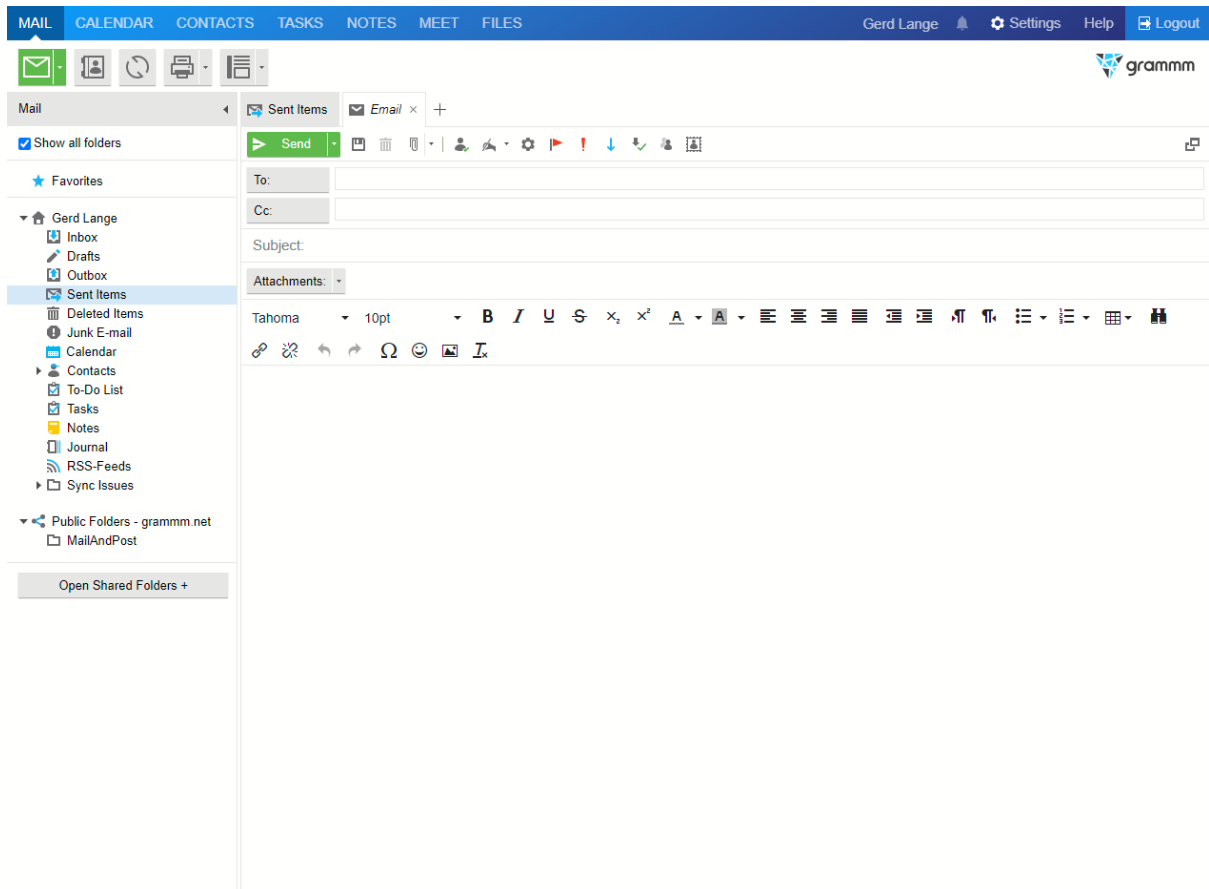 MAIL CALENDAR CONTACTS TASKS NOTES MEET FILES Gerd Lange Settings Help Logout
grammm
Mail
Sent Items Email
Show all folders
Send
Favorites
To:
Cc:
Gerd Lange
Inbox
Subject:
Drafts
Outbox
Attachments:
Sent Items
Deleted Items
Tahoma 10pt
Junk E-mail
Calendar
Contacts
To-Do List
Tasks
Notes
Journal
RSS-Feeds
Sync Issues
Public Folders - grammm.net
MailAndPost
Open Shared Folders +